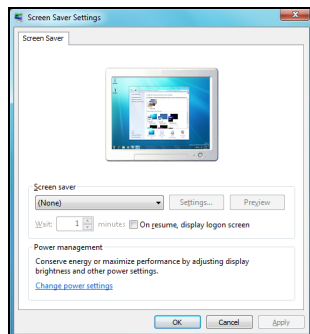 Screen Saver Settings
Screen Saver
Screen saver
(None)
Settings...
Preview
Wait:
1
minutes
On resume, display logon screen
Power management
Conserve energy or maximize performance by adjusting display
brightness and other power settings.
Change power settings
OK
Cancel
Apply